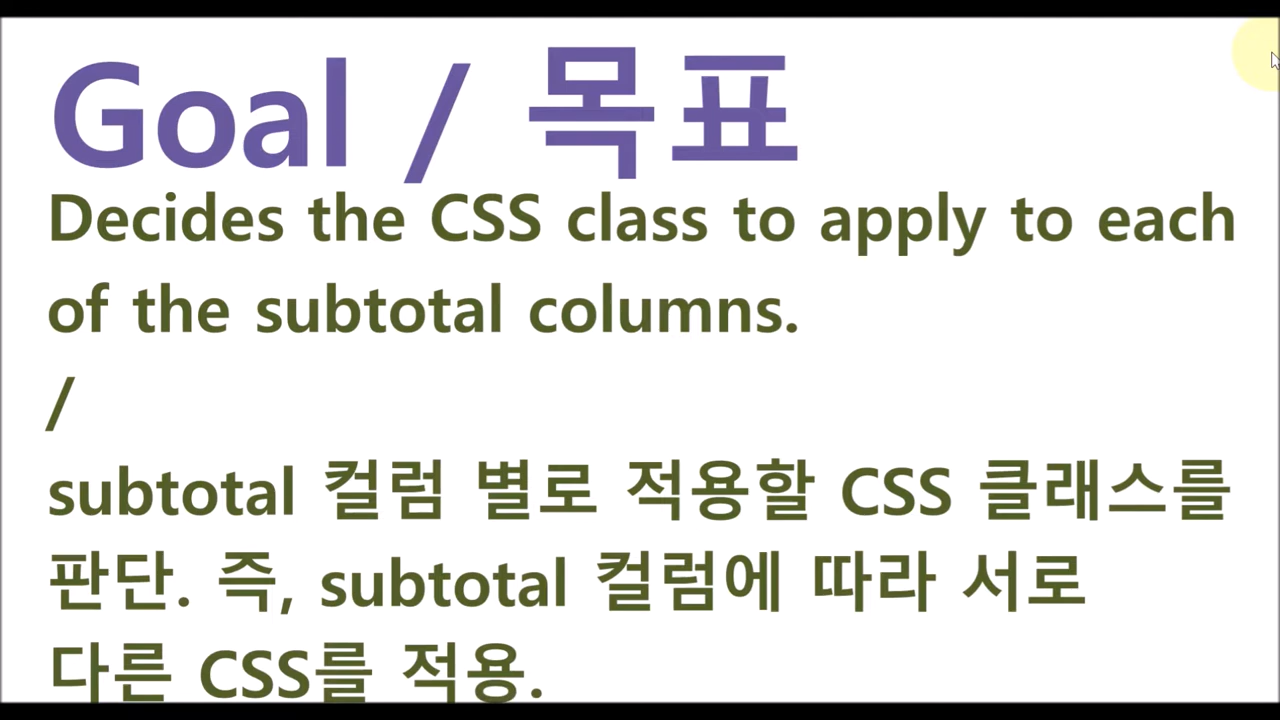 Goal / 목표
Decides the CSS class to apply to each
of the subtotal columns.
/
subtotal 컬럼 별로 적용할 CSS 클래스를
판단. 즉, subtotal 컬럼에 따라 서로
다른 CSS를 적용.